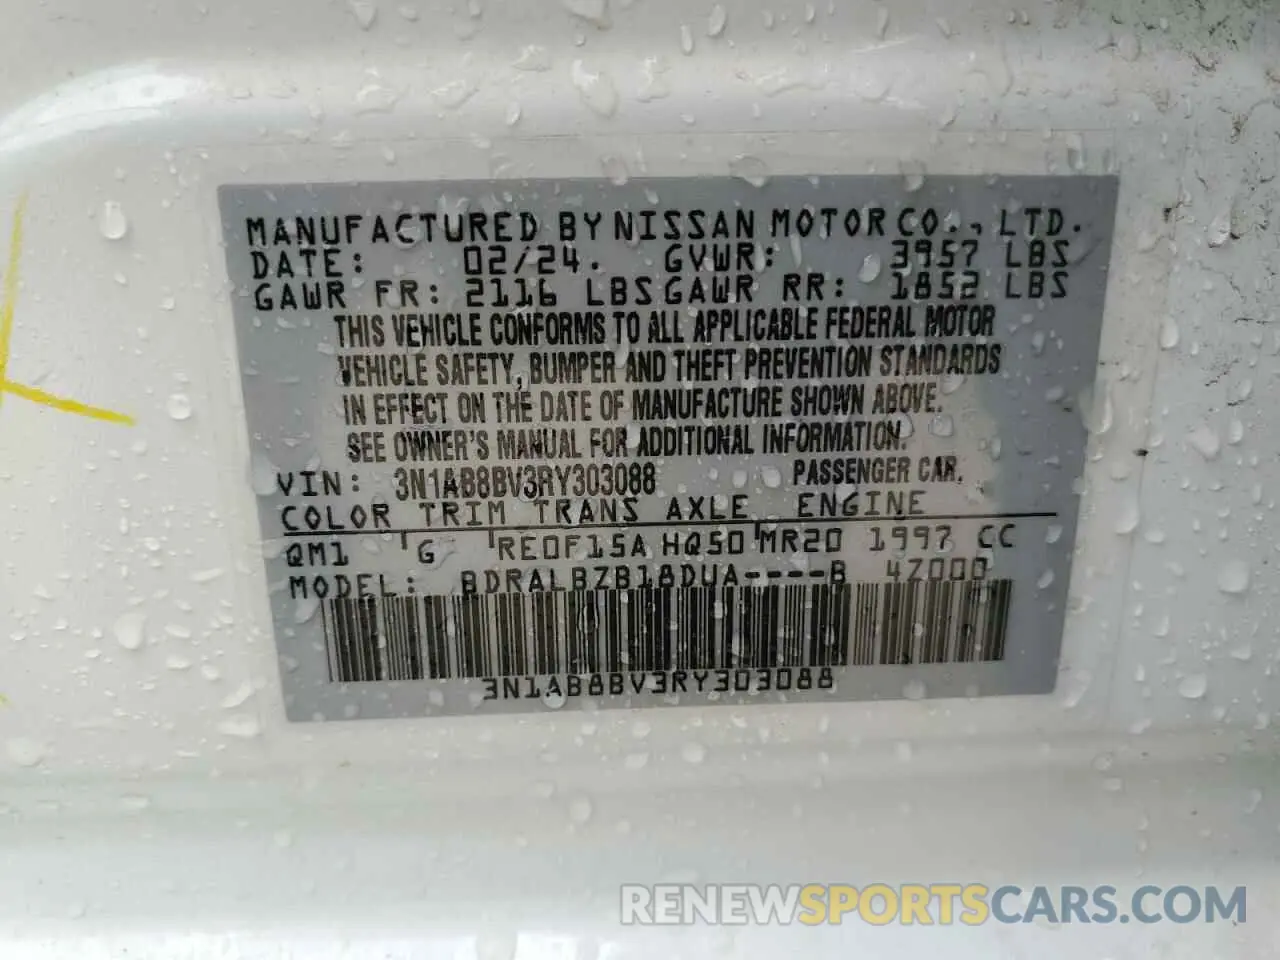 MANUFACTURED BY NISSAN MOTOR CO., LTD.
DATE: 02/24. GVWR: 3957 LBS
GAWR FR: 2116 LBS GAWR RR: 1852 LBS
THIS VEHICLE CONFORMS TO ALL APPLICABLE FEDERAL MOTOR
VEHICLE SAFETY, BUMPER AND THEFT PREVENTION STANDARDS
IN EFFECT ON THE DATE OF MANUFACTURE SHOWN ABOVE.
SEE OWNER'S MANUAL FOR ADDITIONAL INFORMATION.
VIN: 3N1AB8BV3RY303088 PASSENGER CAR.
COLOR TRIM TRANS AXLE ENGINE
QM1 G RE0F15A HQ50 MR20 1997 CC
MODEL: BDRALBZB18DUA----B 4Z000
3N1AB8BV3RY303088
RENEWSPORTSCARS.COM